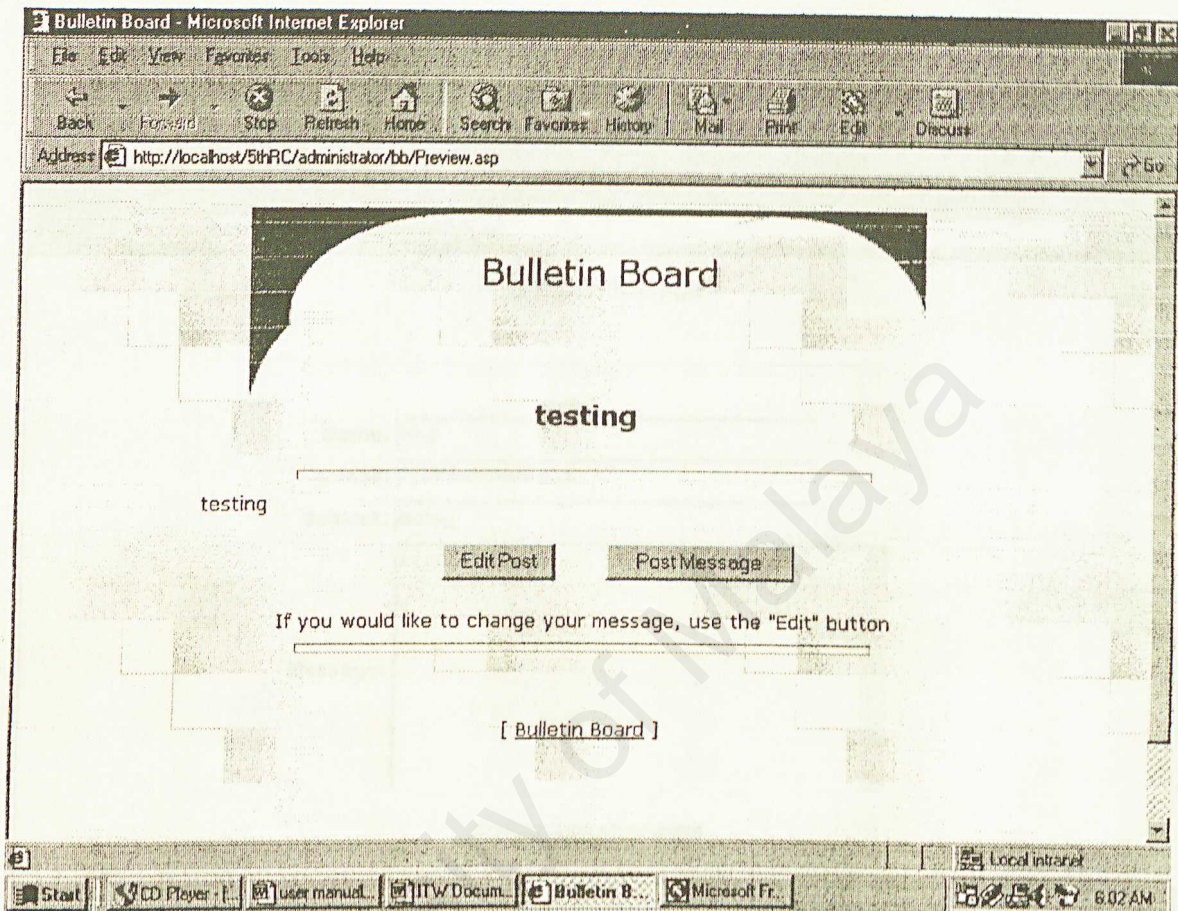 Bulletin Board - Microsoft Internet Explorer
File Edit View Favorites Tools Help
Back Forward Stop Refresh Home Search Favorites History Mail Print Edit Discuss
Address http://localhost/5thRC/administrator/bb/Preview.asp Go
Bulletin Board
testing
testing
Edit Post Post Message
If you would like to change your message, use the "Edit" button
[ Bulletin Board ]
Local intranet
Start CD Player - [... user manual... ITW Docum... Bulletin B... Microsoft Fr... 6:02 AM
of Malaya